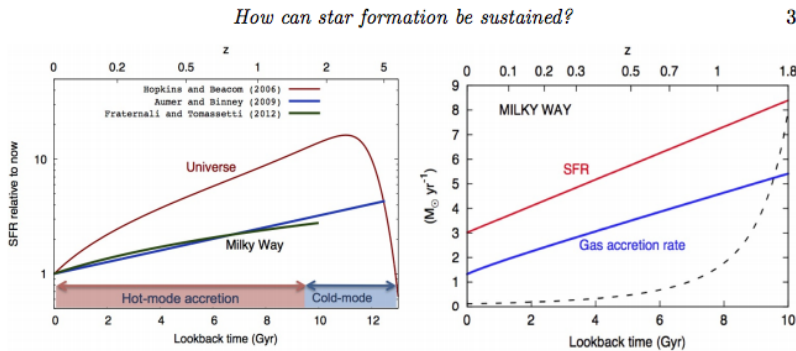 How can star formation be sustained? 3
z
0 0.2 0.5 1 2 5
Hopkins and Beacom (2006)
Aumer and Binney (2009)
Fraternali and Tomassetti (2012)
10
1
SFR relative to now
Universe
Milky Way
Hot-mode accretion Cold-mode
0 2 4 6 8 10 12
Lookback time (Gyr)
z
0 0.1 0.2 0.3 0.5 0.7 1 1.8
9
8
7
6
5
4
3
2
1
0
(M⊙ yr⁻¹)
MILKY WAY
SFR
Gas accretion rate
0 2 4 6 8 10
Lookback time (Gyr)